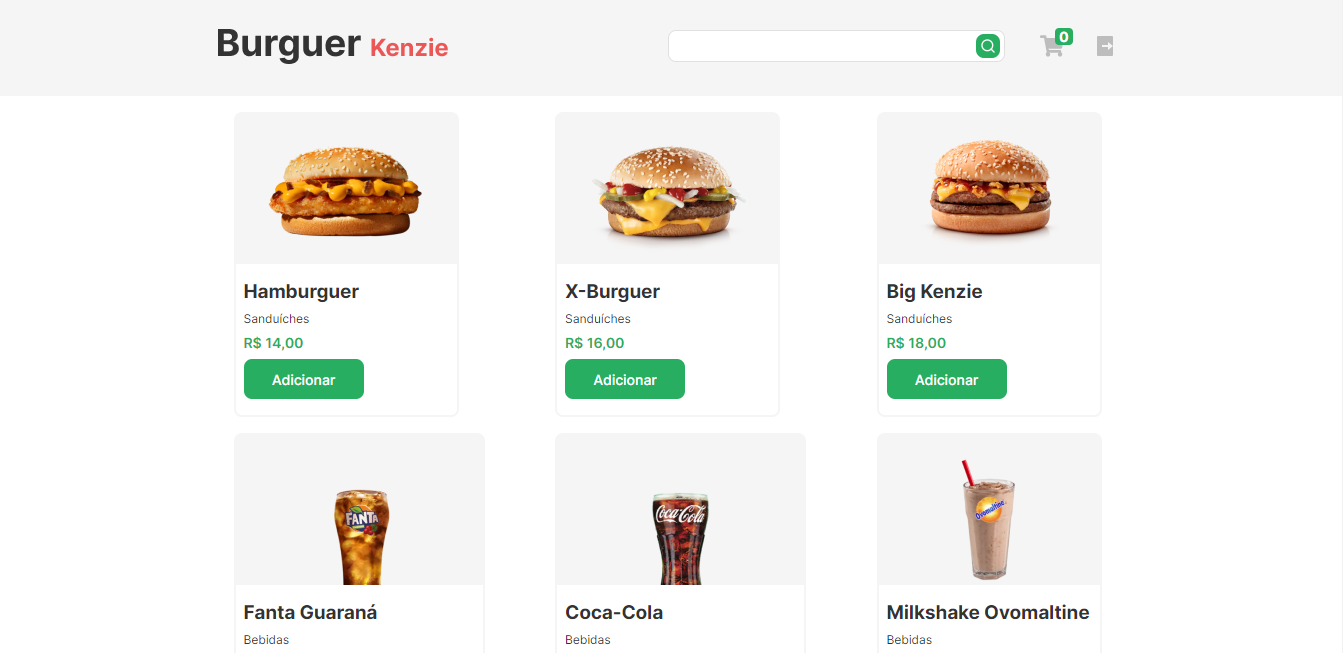 Burguer Kenzie
0
Hamburguer
Sanduíches
R$ 14,00
Adicionar
X-Burguer
Sanduíches
R$ 16,00
Adicionar
Big Kenzie
Sanduíches
R$ 18,00
Adicionar
FANTA
Fanta Guaraná
Bebidas
Coca-Cola
Coca-Cola
Bebidas
Ovomaltine
Milkshake Ovomaltine
Bebidas